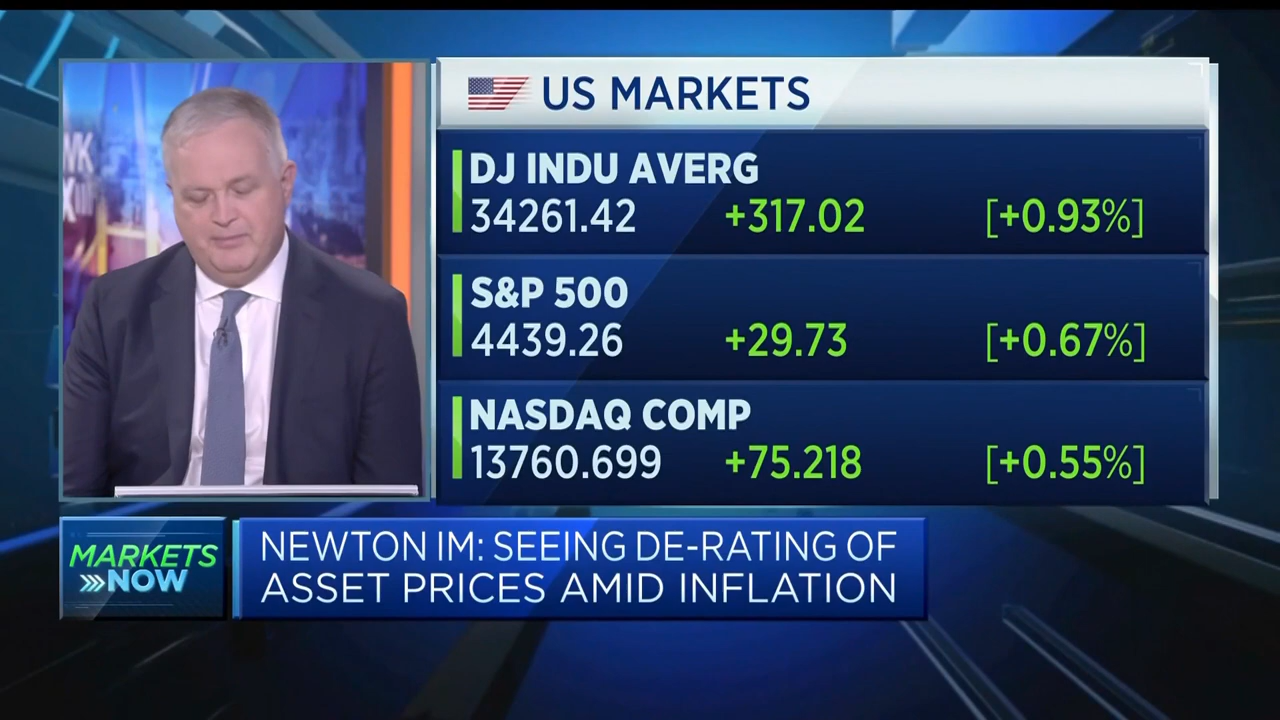 US MARKETS
DJ INDU AVERG
34261.42 +317.02 [+0.93%]
S&P 500
4439.26 +29.73 [+0.67%]
NASDAQ COMP
13760.699 +75.218 [+0.55%]
MARKETS
NOW
NEWTON IM: SEEING DE-RATING OF
ASSET PRICES AMID INFLATION